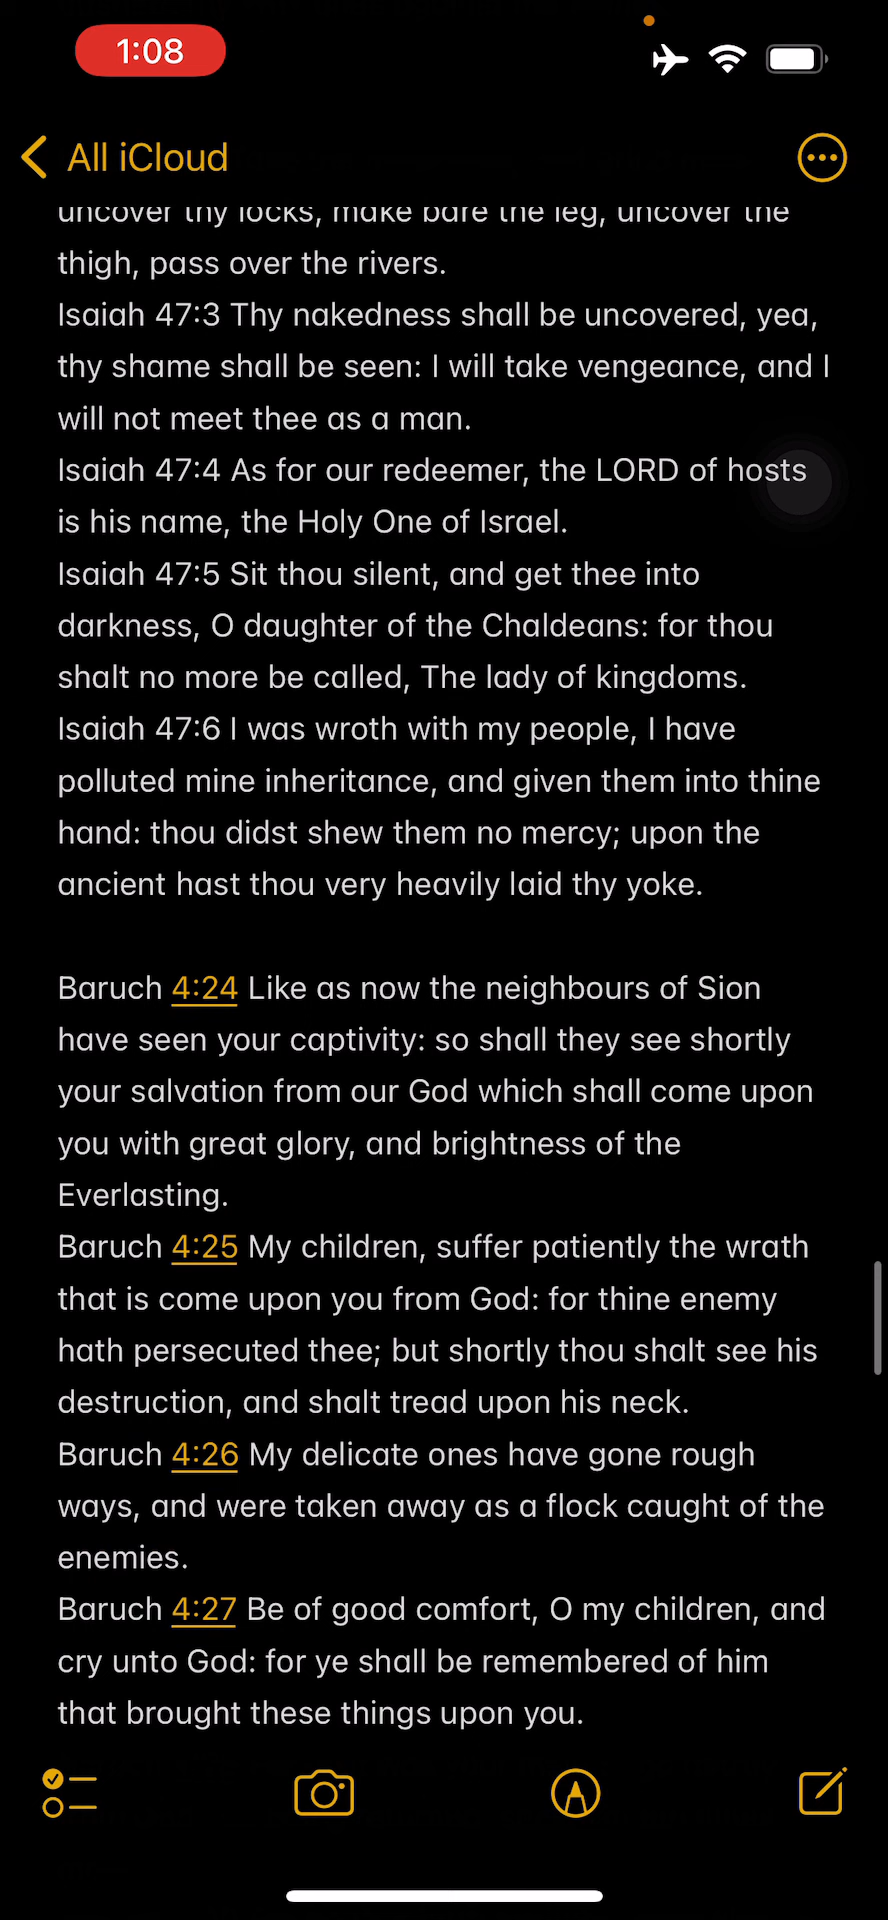 1:08
All iCloud
uncover thy locks, make bare the leg, uncover the
thigh, pass over the rivers.
Isaiah 47:3 Thy nakedness shall be uncovered, yea,
thy shame shall be seen: I will take vengeance, and I
will not meet thee as a man.
Isaiah 47:4 As for our redeemer, the LORD of hosts
is his name, the Holy One of Israel.
Isaiah 47:5 Sit thou silent, and get thee into
darkness, O daughter of the Chaldeans: for thou
shalt no more be called, The lady of kingdoms.
Isaiah 47:6 I was wroth with my people, I have
polluted mine inheritance, and given them into thine
hand: thou didst shew them no mercy; upon the
ancient hast thou very heavily laid thy yoke.
Baruch 4:24 Like as now the neighbours of Sion
have seen your captivity: so shall they see shortly
your salvation from our God which shall come upon
you with great glory, and brightness of the
Everlasting.
Baruch 4:25 My children, suffer patiently the wrath
that is come upon you from God: for thine enemy
hath persecuted thee; but shortly thou shalt see his
destruction, and shalt tread upon his neck.
Baruch 4:26 My delicate ones have gone rough
ways, and were taken away as a flock caught of the
enemies.
Baruch 4:27 Be of good comfort, O my children, and
cry unto God: for ye shall be remembered of him
that brought these things upon you.